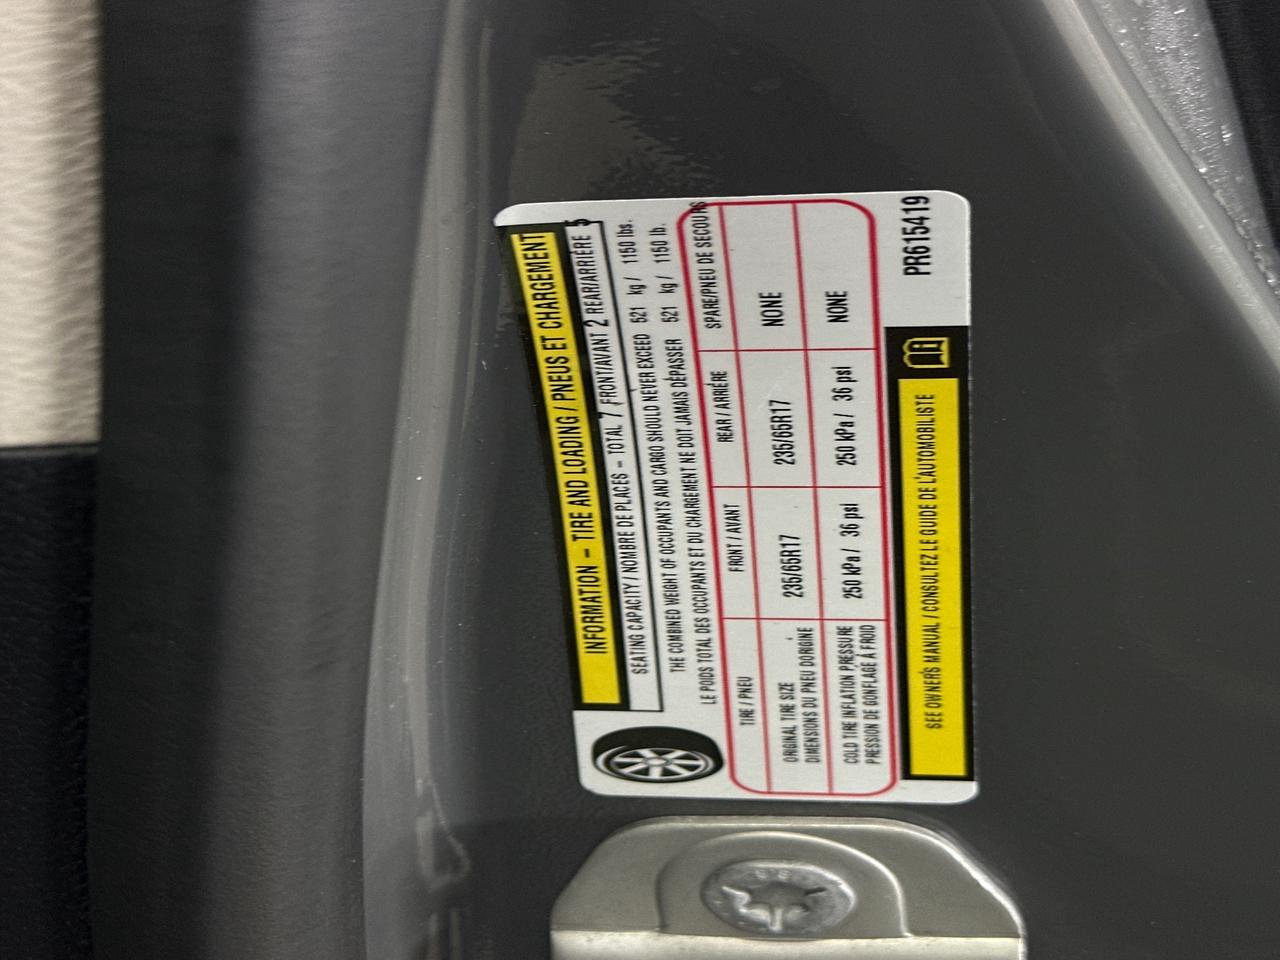 INFORMATION – TIRE AND LOADING / PNEUS ET CHARGEMENT
SEATING CAPACITY / NOMBRE DE PLACES – TOTAL 7 FRONT/AVANT 2 REAR/ARRIÈRE 5
THE COMBINED WEIGHT OF OCCUPANTS AND CARGO SHOULD NEVER EXCEED 521 kg / 1150 lbs.
LE POIDS TOTAL DES OCCUPANTS ET DU CHARGEMENT NE DOIT JAMAIS DÉPASSER 521 kg / 1150 lb.
TIRE / PNEU FRONT / AVANT REAR / ARRIÈRE SPARE/PNEU DE SECOURS
ORIGINAL TIRE SIZE
DIMENSIONS DU PNEU DORIGINE 235/65R17 235/65R17 NONE
COLD TIRE INFLATION PRESSURE
PRESSION DE GONFLAGE À FROID 250 kPa / 36 psi 250 kPa / 36 psi NONE
SEE OWNER'S MANUAL / CONSULTEZ LE GUIDE DE L'AUTOMOBILISTE
PR615419